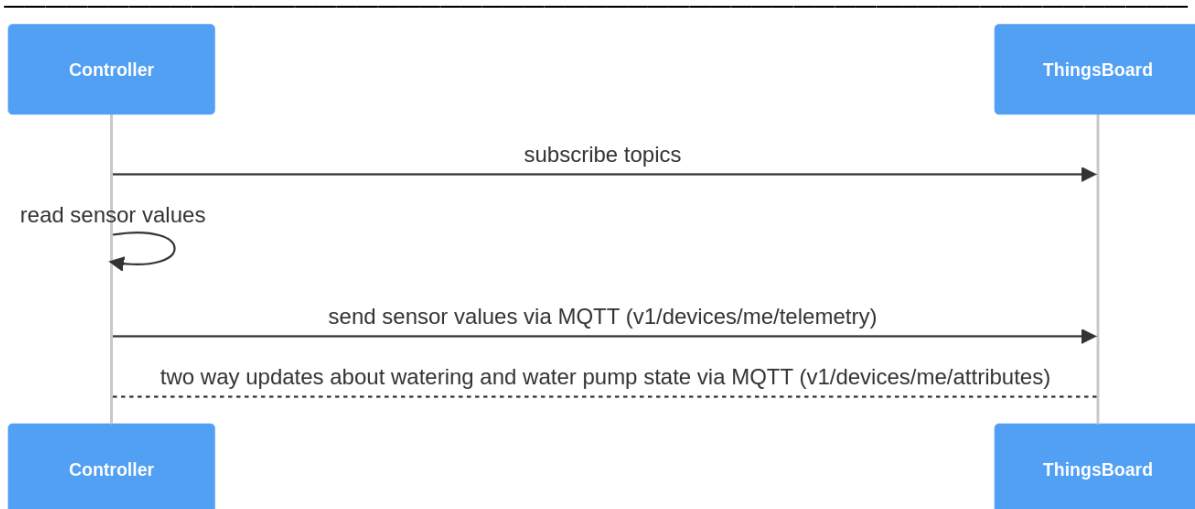 Controller
ThingsBoard
subscribe topics
read sensor values
send sensor values via MQTT (v1/devices/me/telemetry)
two way updates about watering and water pump state via MQTT (v1/devices/me/attributes)
Controller
ThingsBoard